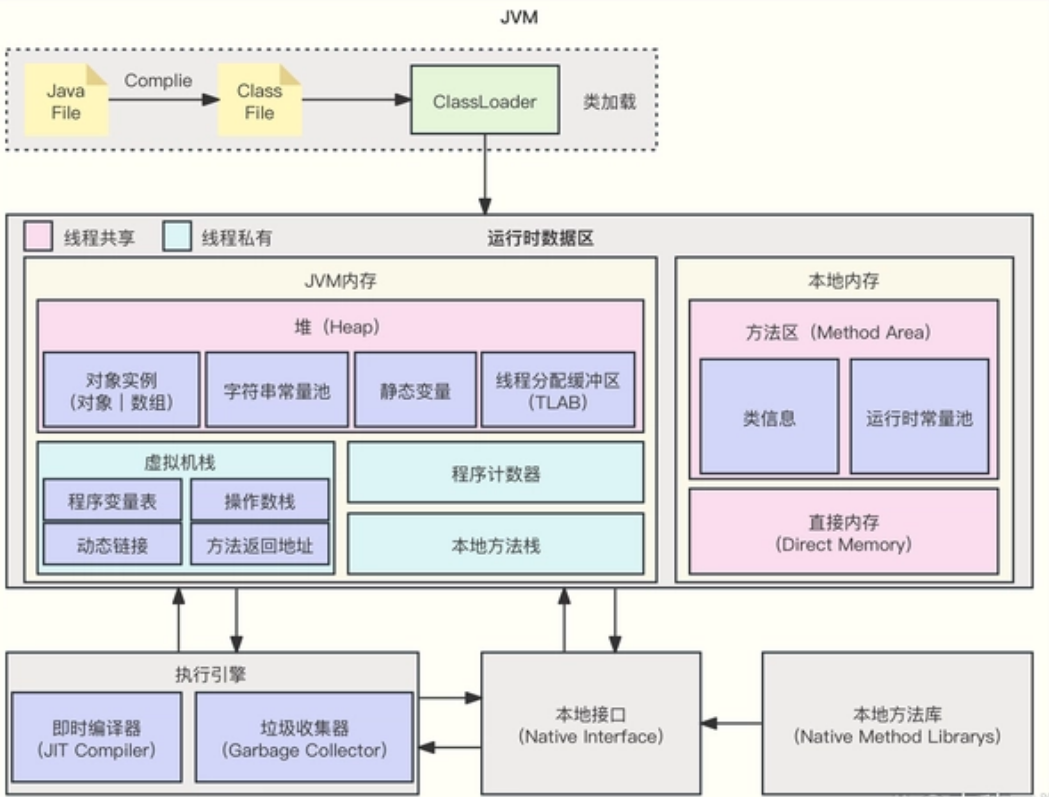 JVM
Java
File
Complie
Class
File
ClassLoader
类加载
线程共享
线程私有
运行时数据区
JVM内存
堆（Heap）
对象实例
（对象 | 数组）
字符串常量池
静态变量
线程分配缓冲区
（TLAB）
虚拟机栈
程序变量表
操作数栈
动态链接
方法返回地址
程序计数器
本地方法栈
本地内存
方法区（Method Area）
类信息
运行时常量池
直接内存
（Direct Memory）
执行引擎
即时编译器
（JIT Compiler）
垃圾收集器
（Garbage Collector）
本地接口
（Native Interface）
本地方法库
（Native Method Librarys）